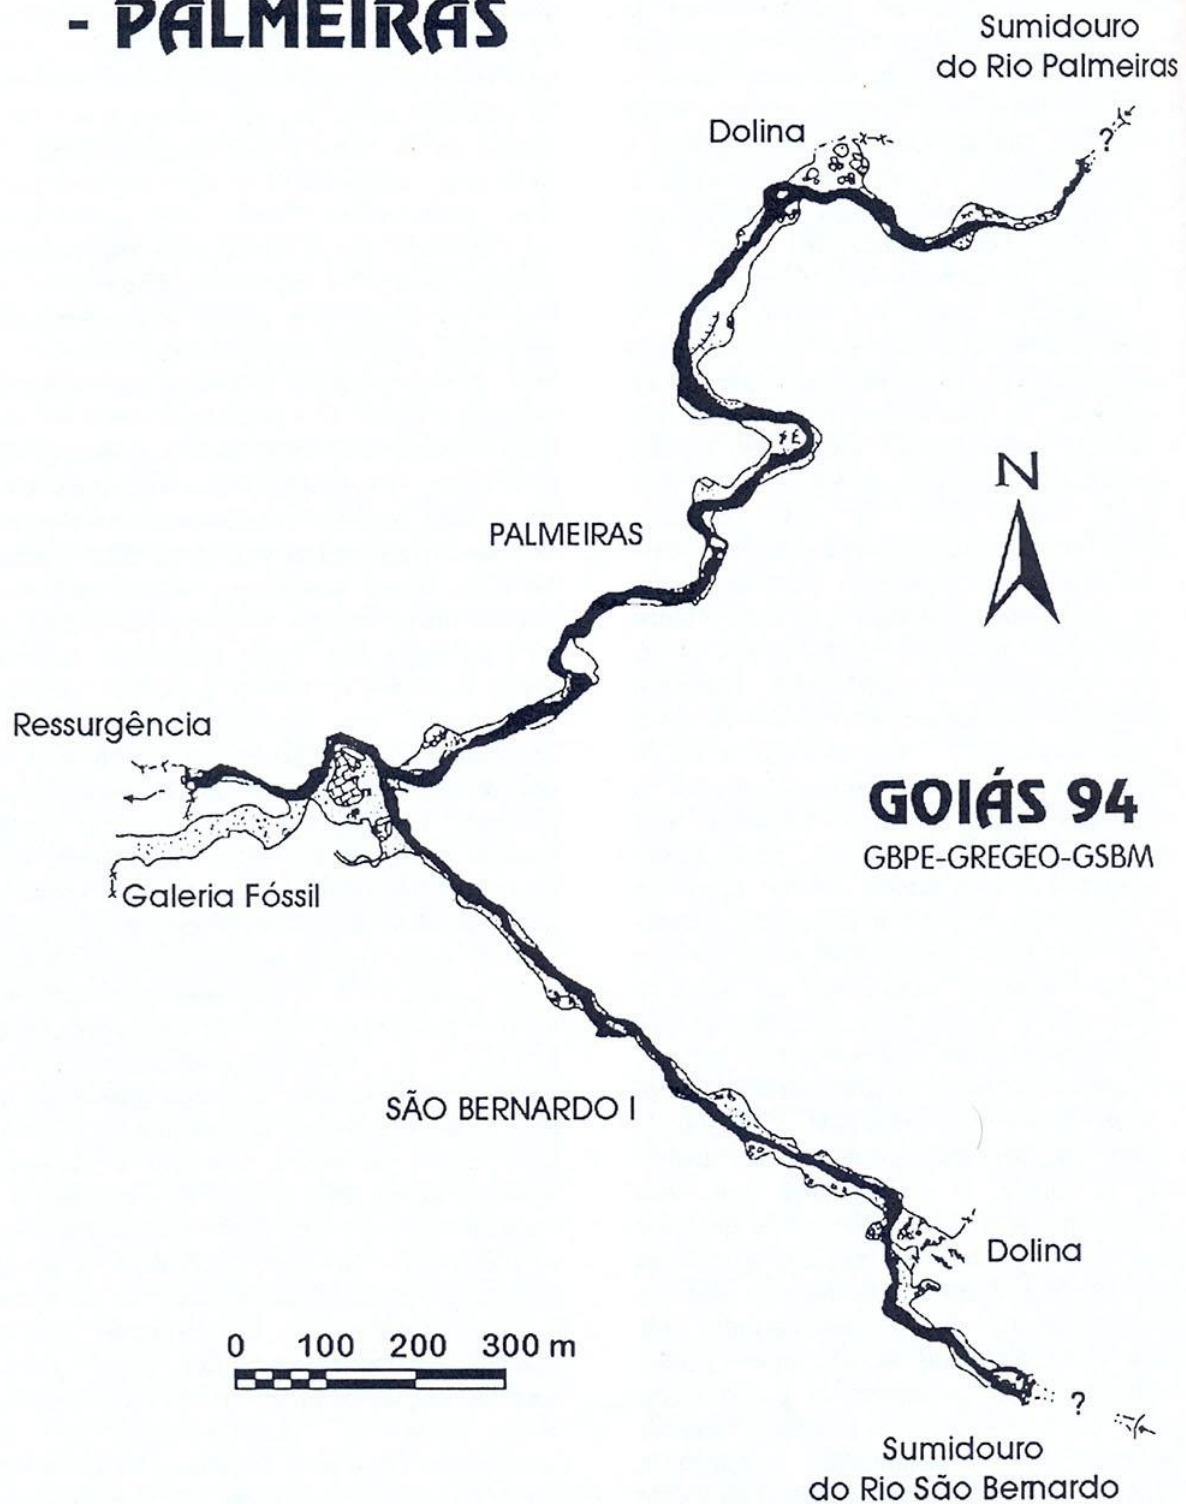 - PALMEIRAS
Sumidouro
do Rio Palmeiras
?
Dolina
N
PALMEIRAS
Ressurgência
GOIÁS 94
GBPE-GREGEO-GSBM
Galeria Fóssil
SÃO BERNARDO I
Dolina
0 100 200 300 m
?
Sumidouro
do Rio São Bernardo